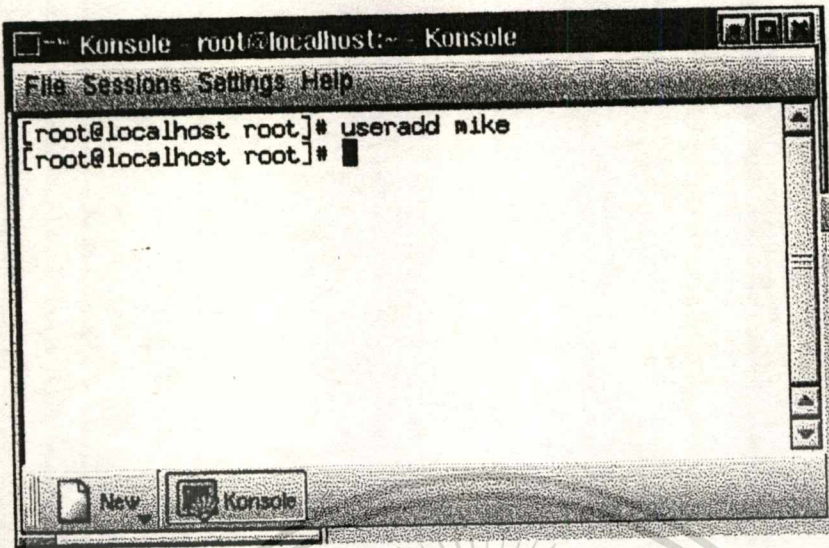 Konsole - root@localhost:~ - Konsole
File Sessions Settings Help
[root@localhost root]# useradd mike
[root@localhost root]#
New Konsole